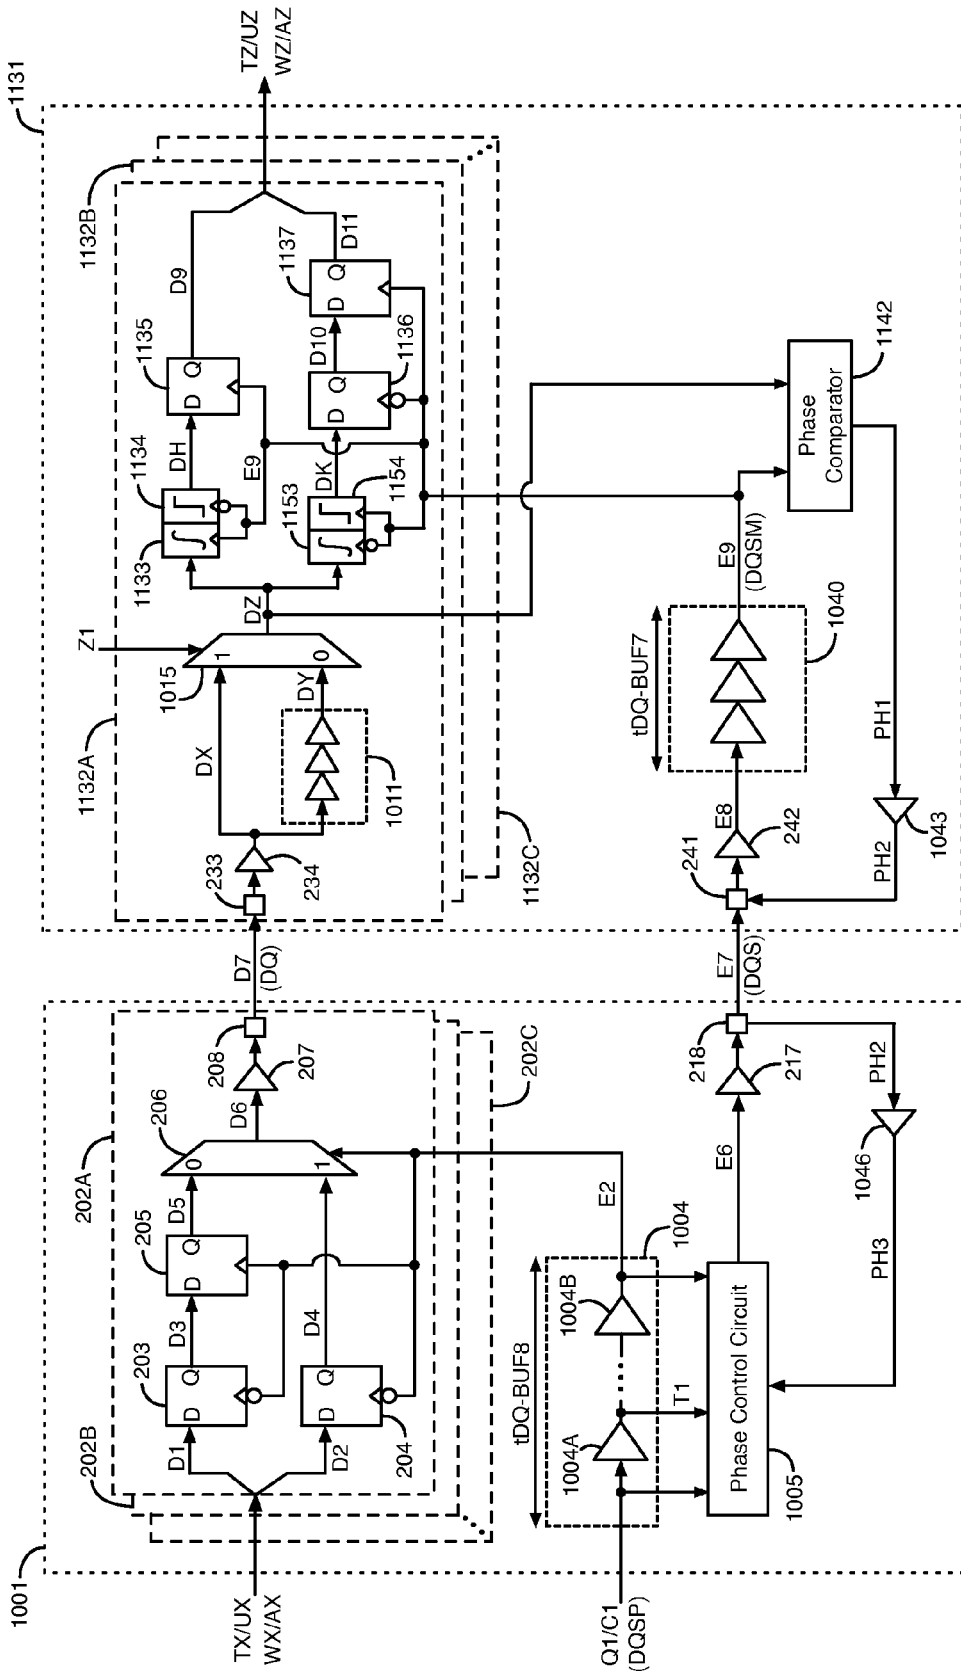 1001
TX/UX
WX/AX
202B
202A
D1
203
D Q
D3
205
D Q
D5
206
0
1
D2
D Q
204
D4
D6
207
208
202C
D7
(DQ)
Q1/C1
(DQSP)
tDQ-BUF8
1004A
1004B
1004
E2
T1
Phase Control Circuit
1005
E6
217
218
PH2
1046
PH3
E7
(DQS)
1131
1132A
1132B
1132C
233
234
DX
DY
1011
1015
1
0
Z1
DZ
1133
1134
DH
1135
D Q
D9
E9
1153
1154
DK
D Q
1136
D10
D Q
1137
D11
TZ/UZ
WZ/AZ
241
242
E8
tDQ-BUF7
1040
E9
(DQSM)
Phase
Comparator
1142
PH1
1043
PH2